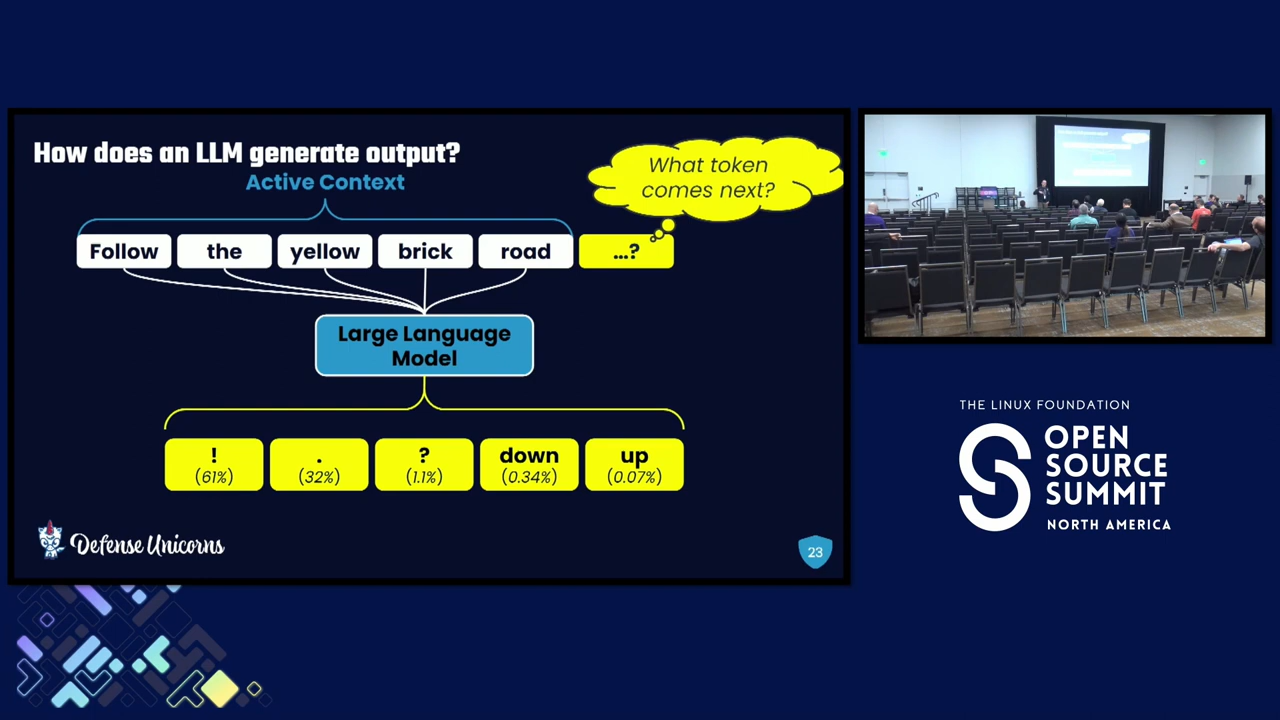 How does an LLM generate output?
Active Context
What token
comes next?
Follow the yellow brick road ...?
Large Language
Model
! . ? down up
(61%) (32%) (1.1%) (0.34%) (0.07%)
Defense Unicorns
23
THE LINUX FOUNDATION
OPEN
SOURCE
SUMMIT
NORTH AMERICA